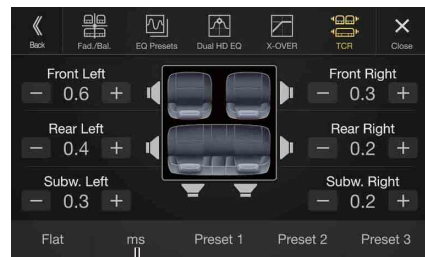 Back Fad./Bal. EQ Presets Dual HD EQ X-OVER TCR Close
Front Left Front Right
− 0.6 + − 0.3 +
Rear Left Rear Right
− 0.4 + − 0.2 +
Subw. Left Subw. Right
− 0.3 + − 0.2 +
Flat ms Preset 1 Preset 2 Preset 3